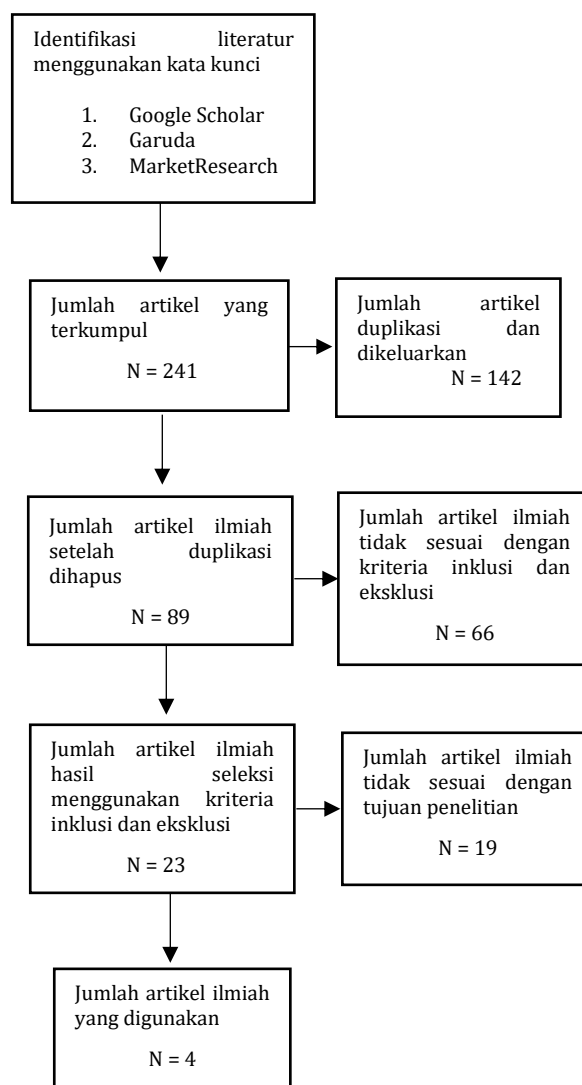 Identifikasi literatur
menggunakan kata kunci
1. Google Scholar
2. Garuda
3. MarketResearch
Jumlah artikel yang
terkumpul
N = 241
Jumlah artikel
duplikasi dan
dikeluarkan
N = 142
Jumlah artikel ilmiah
setelah duplikasi
dihapus
N = 89
Jumlah artikel ilmiah
tidak sesuai dengan
kriteria inklusi dan
eksklusi
N = 66
Jumlah artikel ilmiah
hasil seleksi
menggunakan kriteria
inklusi dan eksklusi
N = 23
Jumlah artikel ilmiah
tidak sesuai dengan
tujuan penelitian
N = 19
Jumlah artikel ilmiah
yang digunakan
N = 4